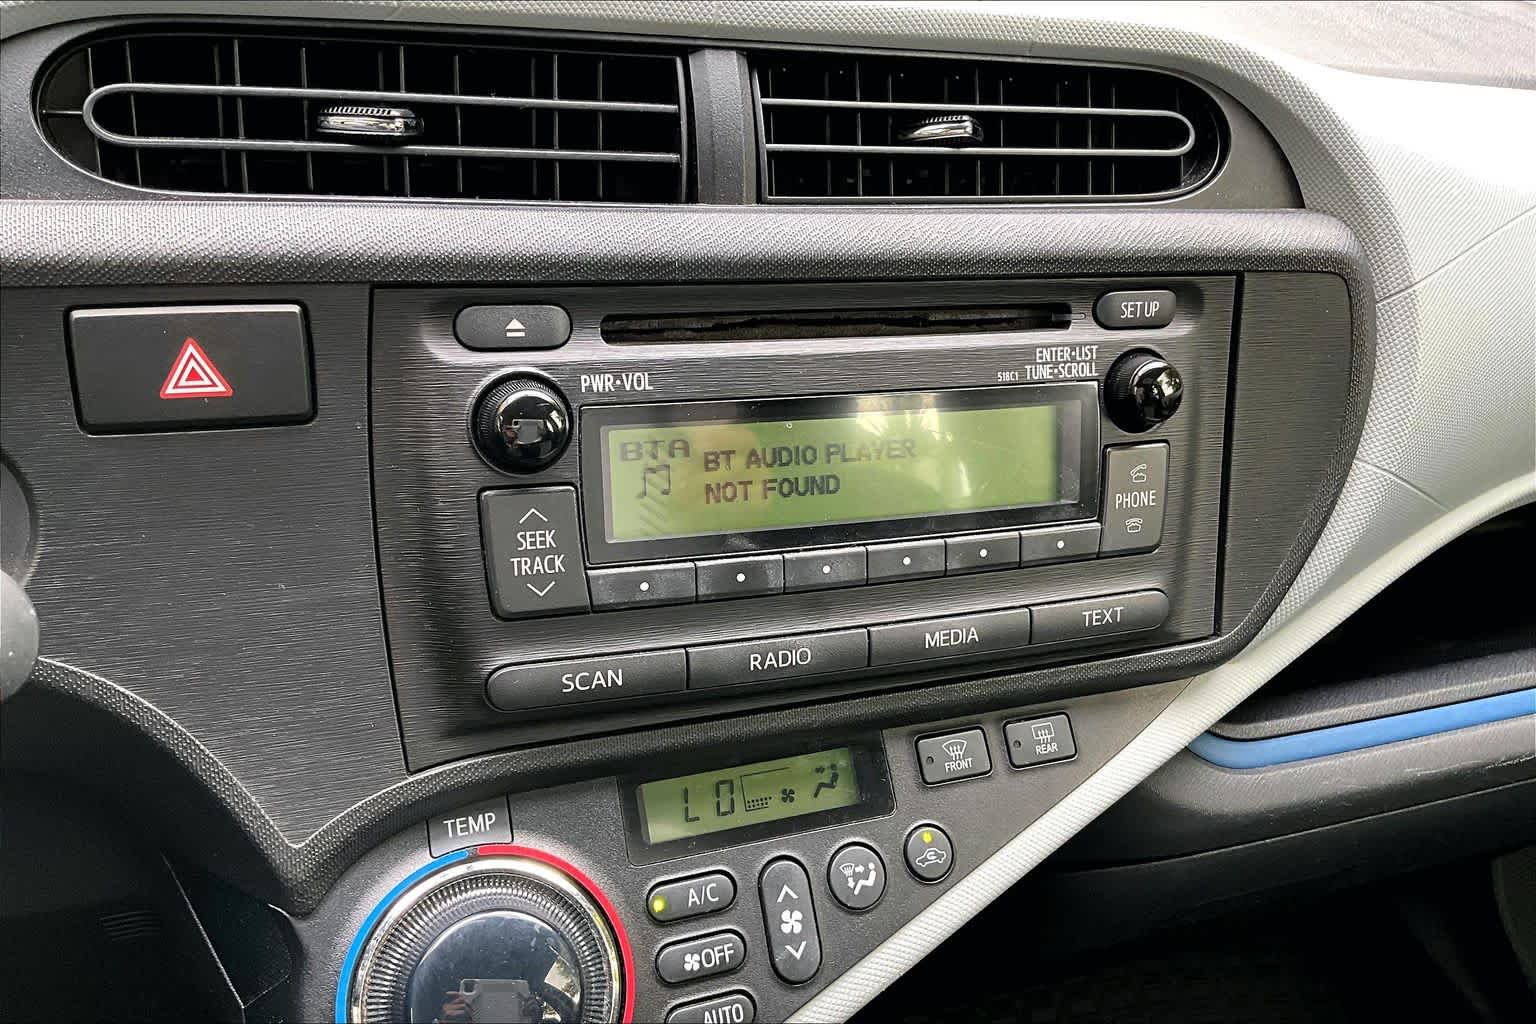 SET UP
ENTER•LIST
518C1 TUNE•SCROLL
PWR•VOL
BTA
BT AUDIO PLAYER
NOT FOUND
SEEK
TRACK
PHONE
SCAN
RADIO
MEDIA
TEXT
FRONT
REAR
LO
TEMP
A/C
OFF
AUTO